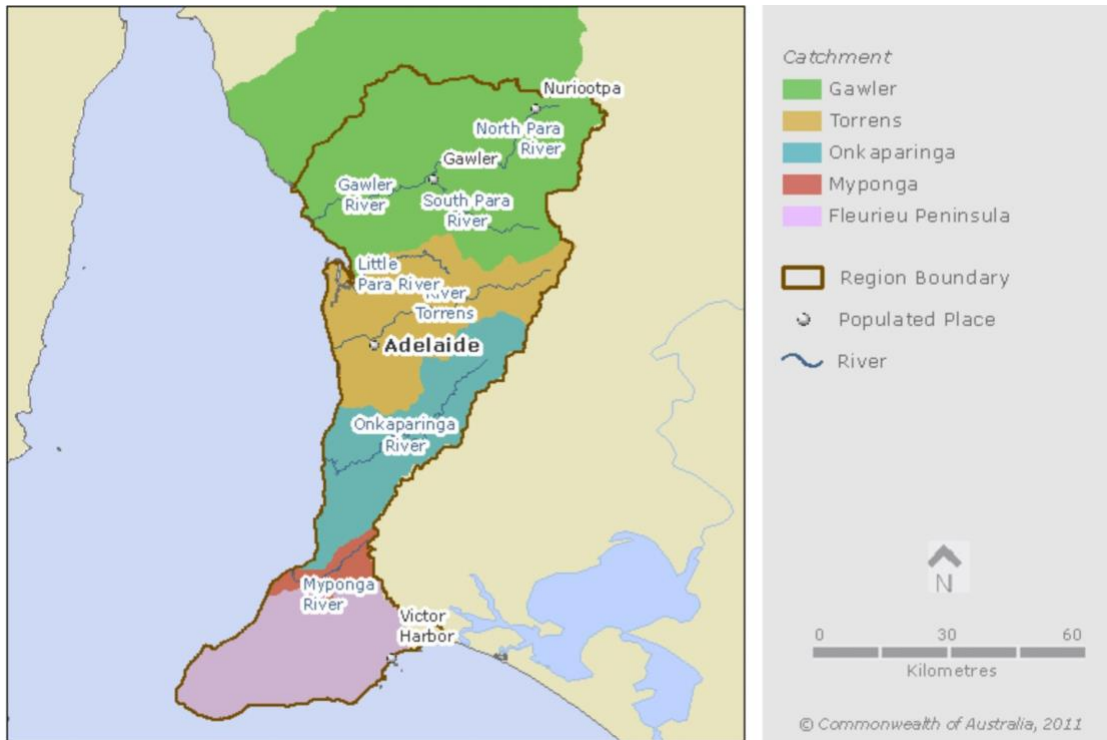 Nuriootpa
North Para
River
Gawler
Gawler
River
South Para
River
Little
Para River
River
Torrens
Adelaide
Onkaparinga
River
Myponga
River
Victor
Harbor
Catchment
Gawler
Torrens
Onkaparinga
Myponga
Fleurieu Peninsula
Region Boundary
Populated Place
River
N
0 30 60
Kilometres
© Commonwealth of Australia, 2011